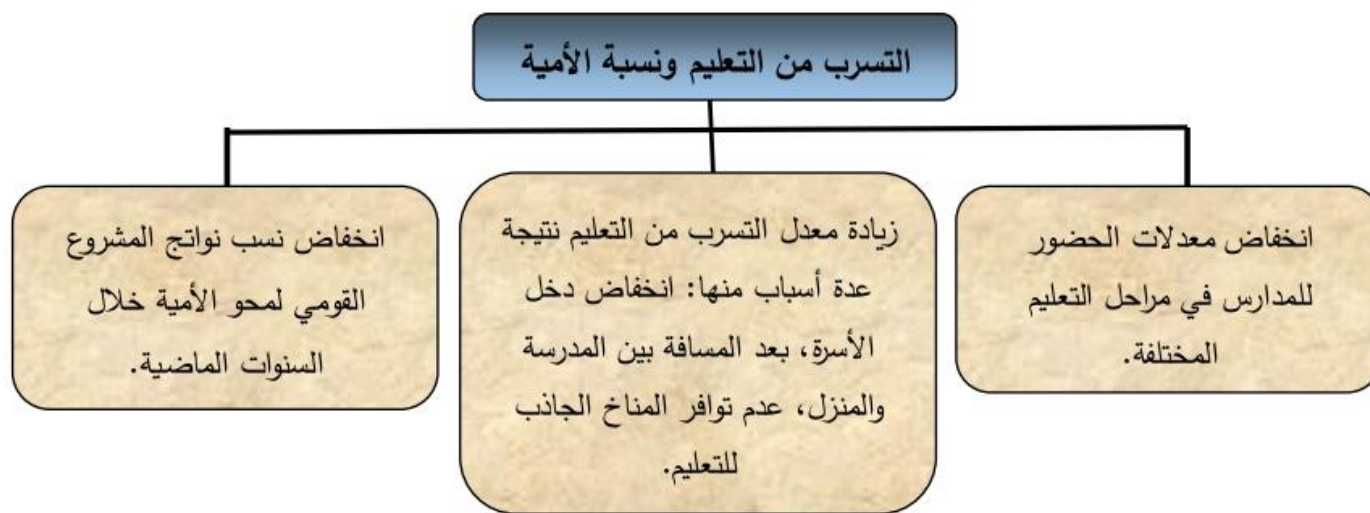 التسرب من التعليم ونسبة الأمية
انخفاض معدلات الحضور
للمدارس في مراحل التعليم
المختلفة.
زيادة معدل التسرب من التعليم نتيجة
عدة أسباب منها: انخفاض دخل
الأسرة، بعد المسافة بين المدرسة
والمنزل، عدم توافر المناخ الجاذب
للتعليم.
انخفاض نسب نواتج المشروع
القومي لمحو الأمية خلال
السنوات الماضية.